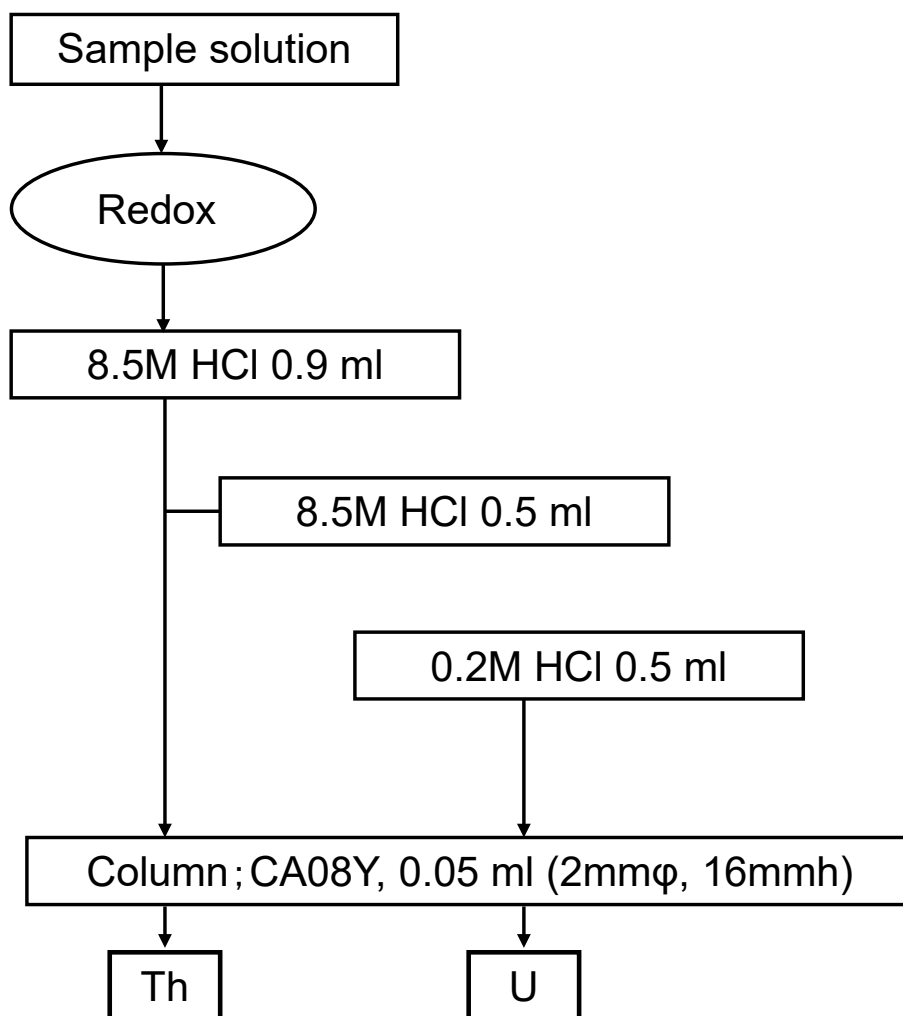 Sample solution
Redox
8.5M HCl 0.9 ml
8.5M HCl 0.5 ml
0.2M HCl 0.5 ml
Column；CA08Y, 0.05 ml (2mmφ, 16mmh)
Th
U